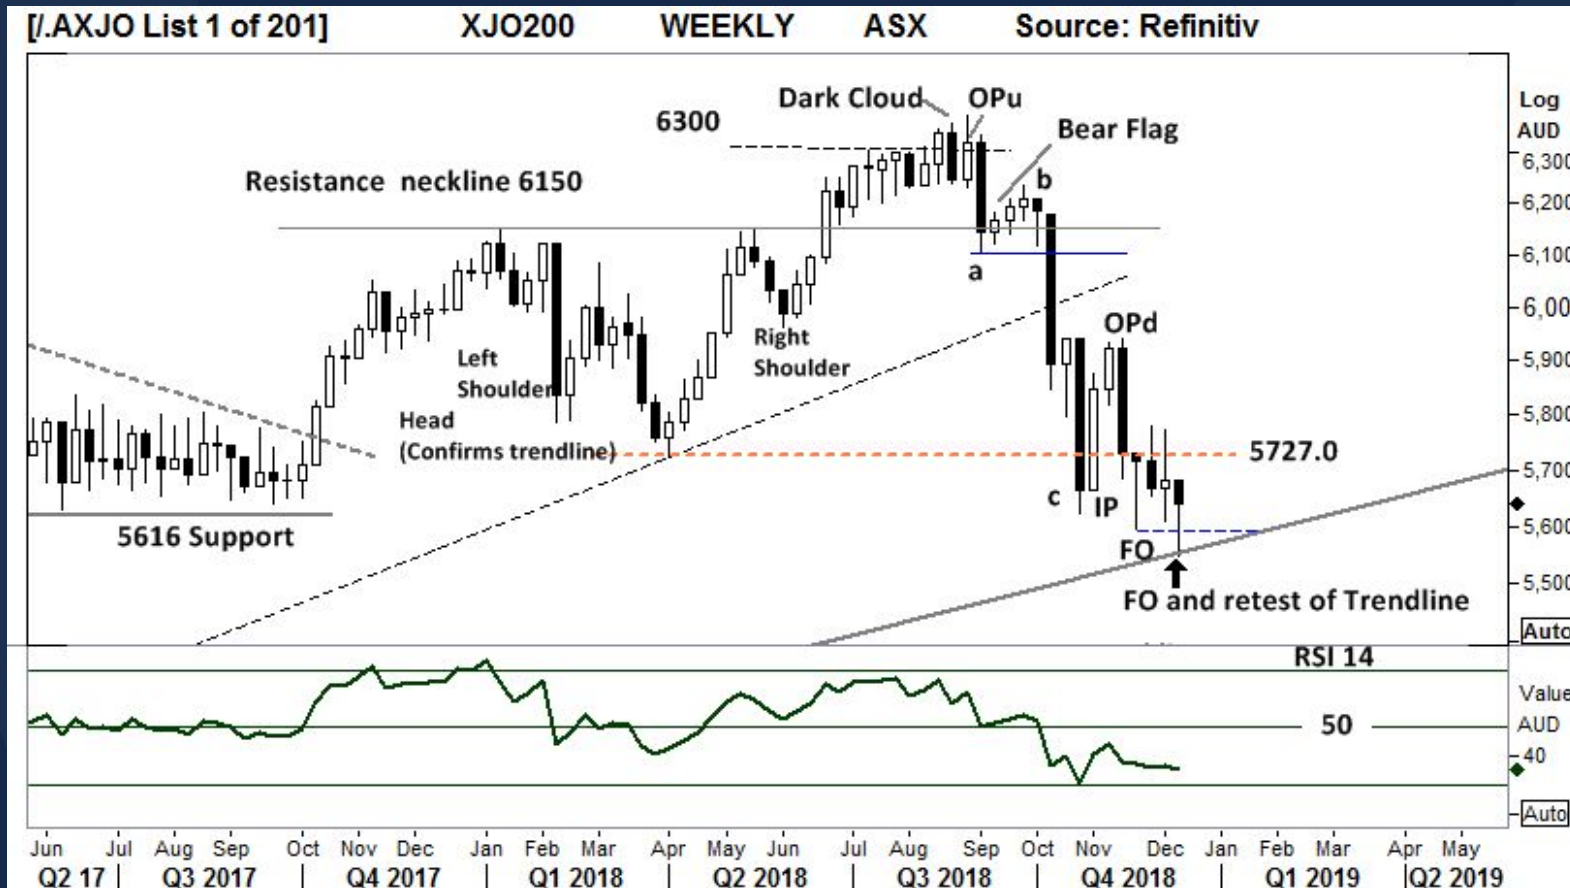 [/.AXJO List 1 of 201] XJO200 WEEKLY ASX Source: Refinitiv
Dark Cloud OPu
6300
Bear Flag
Resistance neckline 6150
b
a
Left
Shoulder
Right
Shoulder
OPd
Head
(Confirms trendline)
5727.0
c
IP
5616 Support
FO
FO and retest of Trendline
Log
AUD
6,300
6,200
6,100
6,00
5,900
5,800
5,700
5,600
5,500
Auto
RSI 14
50
Value
AUD
40
Auto
Jun Jul Aug Sep Oct Nov Dec Jan Feb Mar Apr May Jun Jul Aug Sep Oct Nov Dec Jan Feb Mar Apr May
Q2 17 Q3 2017 Q4 2017 Q1 2018 Q2 2018 Q3 2018 Q4 2018 Q1 2019 Q2 2019